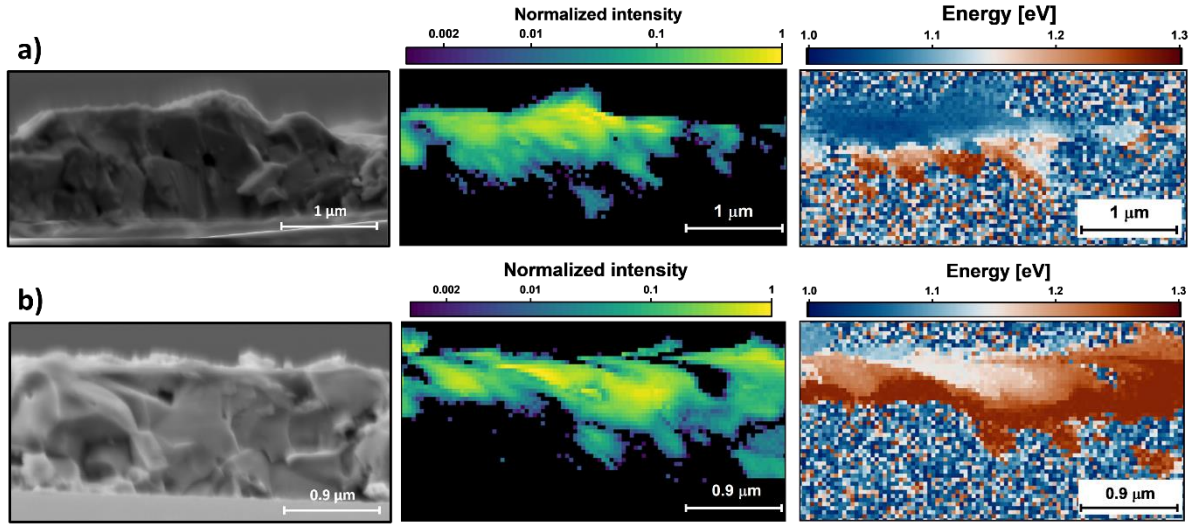 a)
Normalized intensity
0.002 0.01 0.1 1
Energy [eV]
1.0 1.1 1.2 1.3
1 µm
1 µm
1 µm
b)
Normalized intensity
0.002 0.01 0.1 1
Energy [eV]
1.0 1.1 1.2 1.3
0.9 µm
0.9 µm
0.9 µm